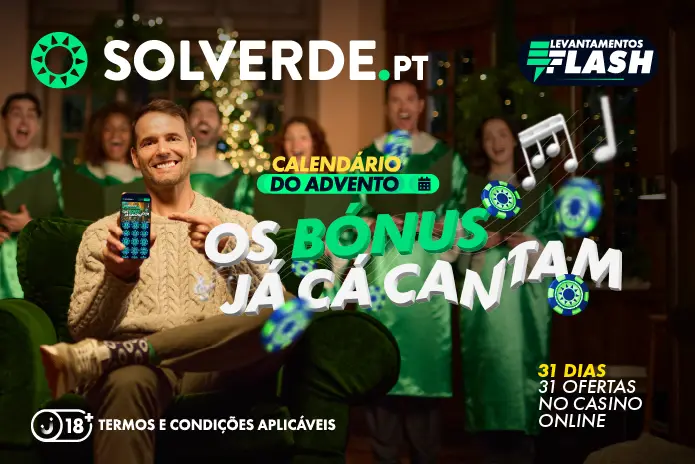 SOLVERDE.PT
LEVANTAMENTOS
FLASH
CALENDÁRIO
DO ADVENTO
OS BÓNUS
JÁ CÁ CANTAM
31 DIAS
31 OFERTAS
NO CASINO
ONLINE
18+ TERMOS E CONDIÇÕES APLICÁVEIS